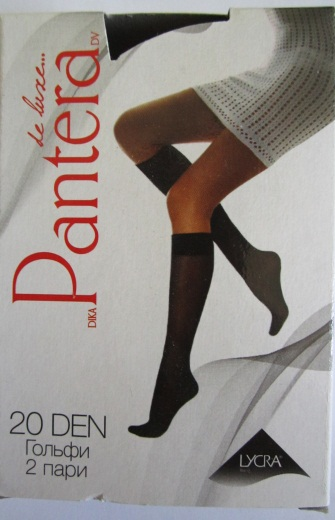 de luxe...
DIKA Pantera DV
20 DEN
Гольфи
2 пари
LYCRA